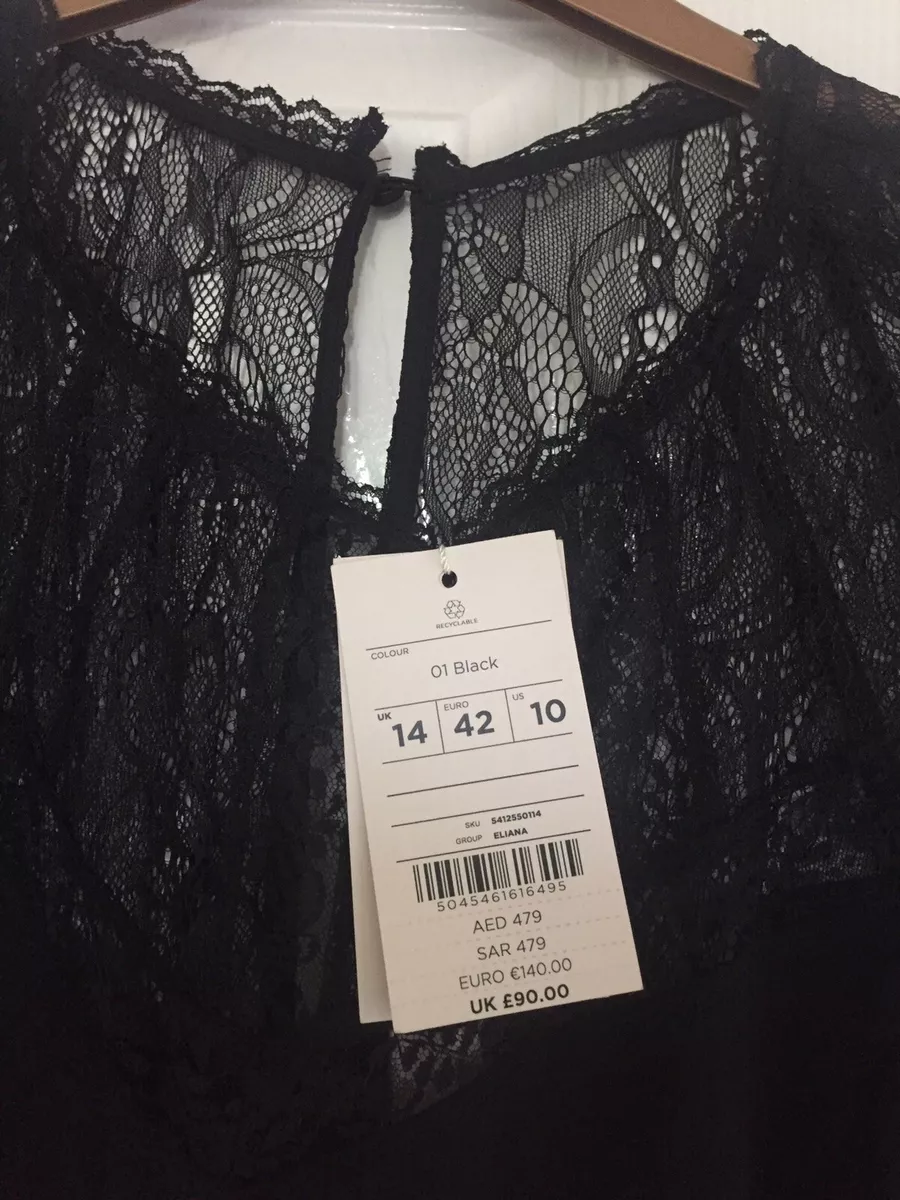 RECYCLABLE
COLOUR
01 Black
UK 14 EURO 42 US 10
SKU 5412550114
GROUP ELIANA
5045461616495
AED 479
SAR 479
EURO €140.00
UK £90.00